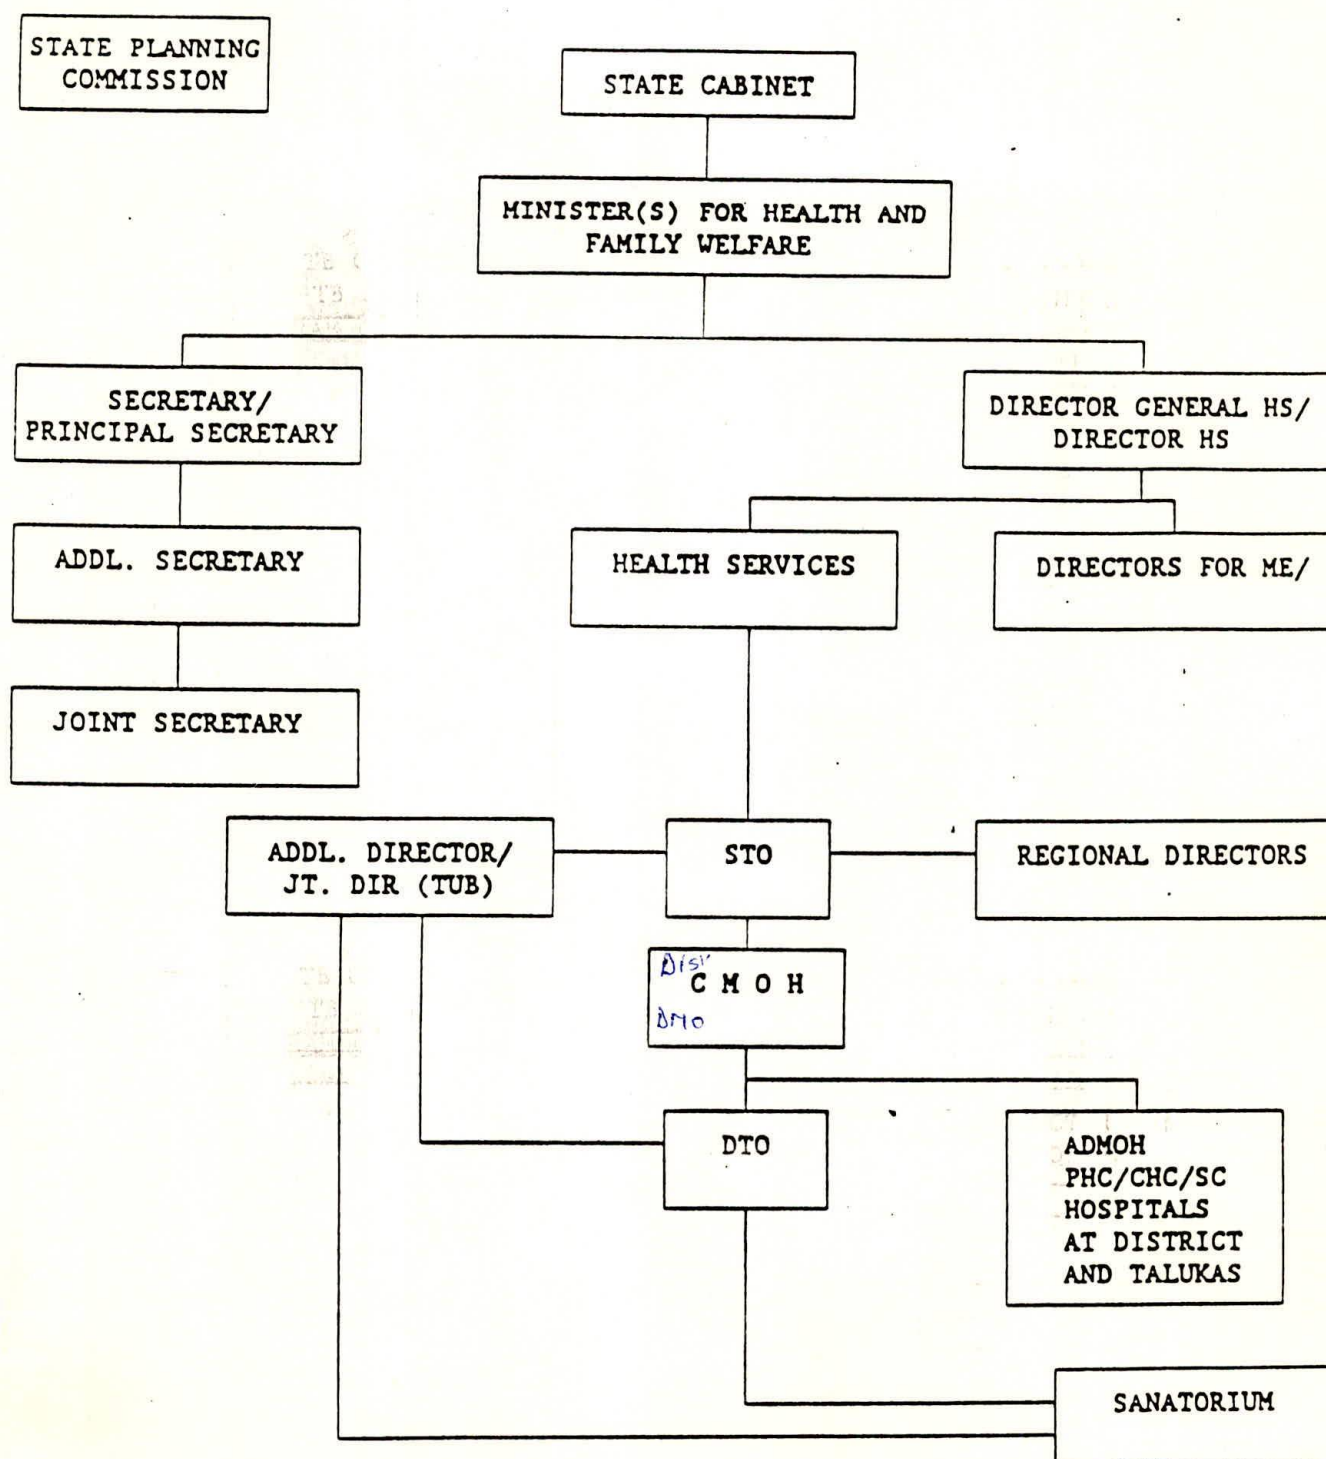 STATE PLANNING
COMMISSION
STATE CABINET
MINISTER(S) FOR HEALTH AND
FAMILY WELFARE
SECRETARY/
PRINCIPAL SECRETARY
DIRECTOR GENERAL HS/
DIRECTOR HS
ADDL. SECRETARY
HEALTH SERVICES
DIRECTORS FOR ME/
JOINT SECRETARY
ADDL. DIRECTOR/
JT. DIR (TUB)
STO
REGIONAL DIRECTORS
Dist
C M O H
DMO
DTO
ADMOH
PHC/CHC/SC
HOSPITALS
AT DISTRICT
AND TALUKAS
SANATORIUM